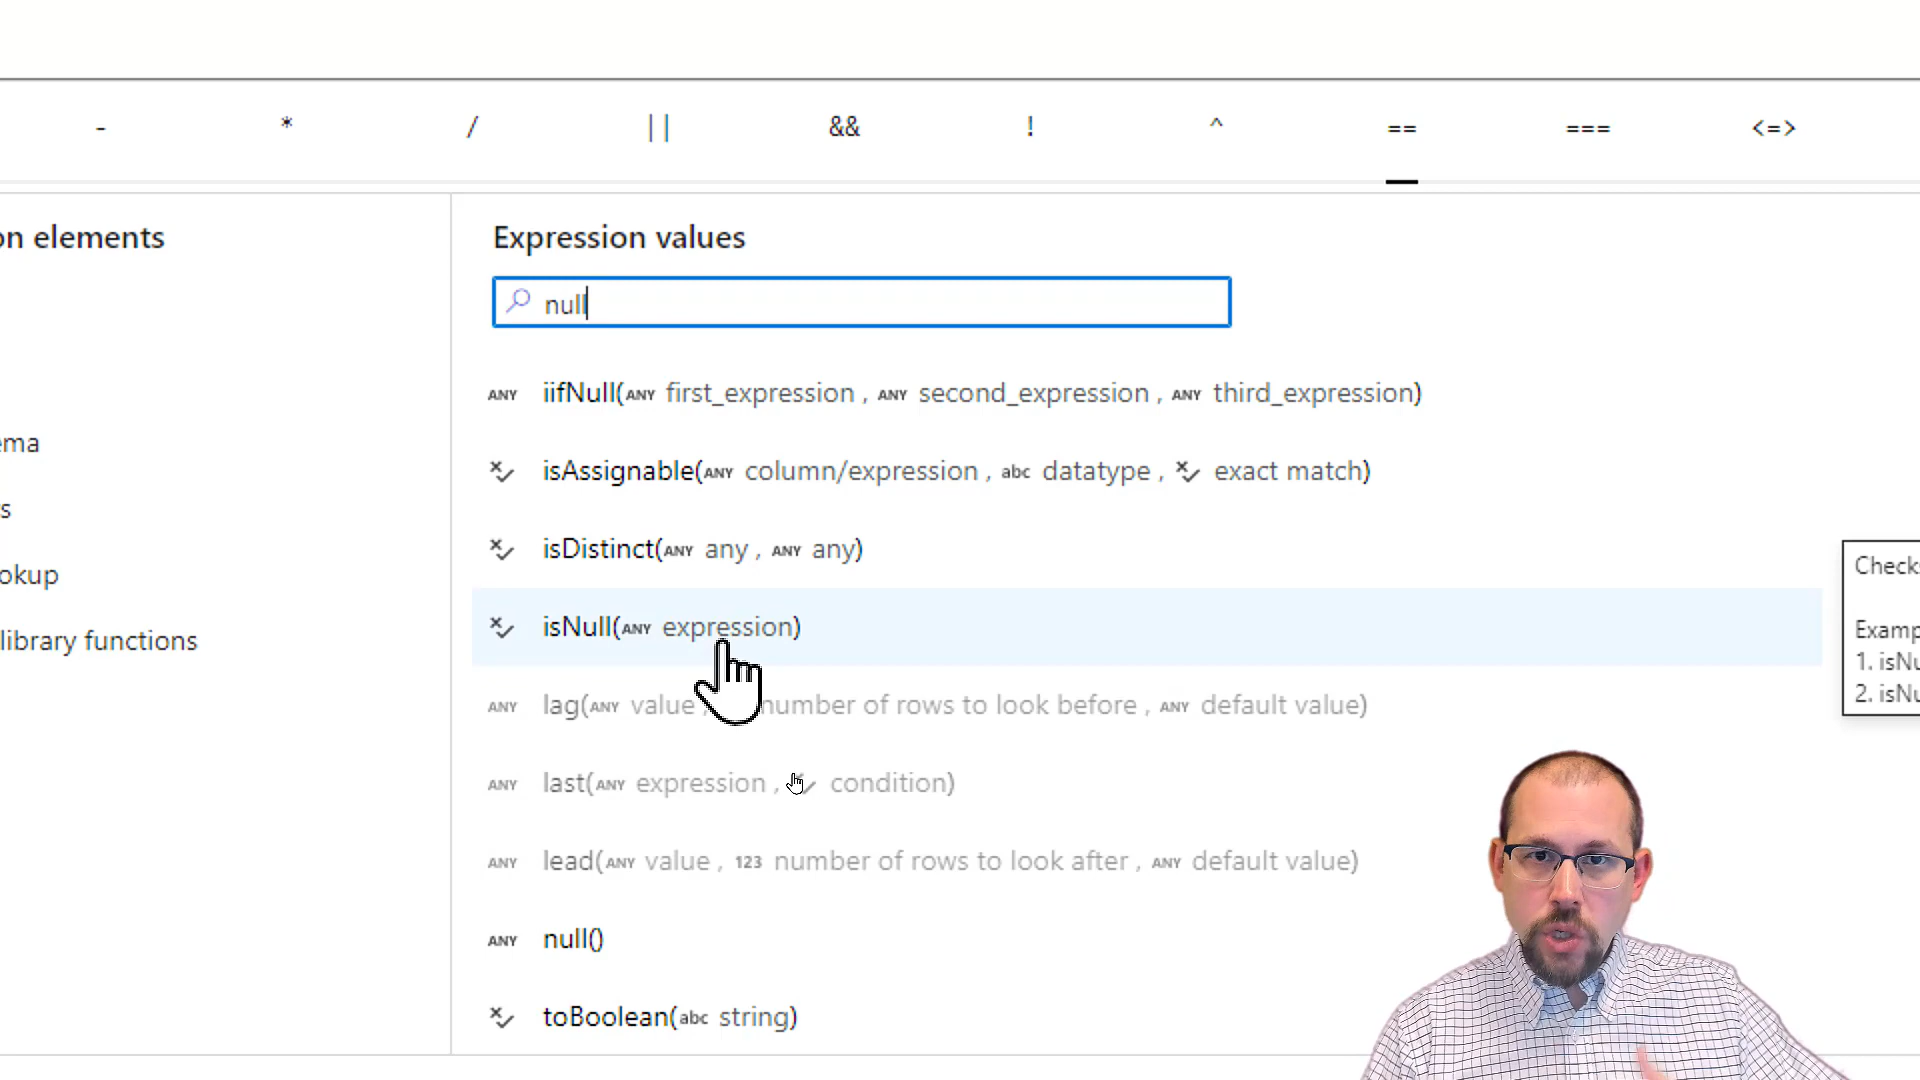 - * / || && ! ^ == === <=>
on elements
Expression values
null
ANY iifNull(ANY first_expression , ANY second_expression , ANY third_expression)
ema
isAssignable(ANY column/expression , abc datatype , exact match)
s
isDistinct(ANY any , ANY any)
okup
Checks
isNull(ANY expression)
library functions
Examp
1. isNu
2. isNu
ANY lag(ANY value , number of rows to look before , ANY default value)
ANY last(ANY expression , condition)
ANY lead(ANY value , 123 number of rows to look after , ANY default value)
ANY null()
toBoolean(abc string)